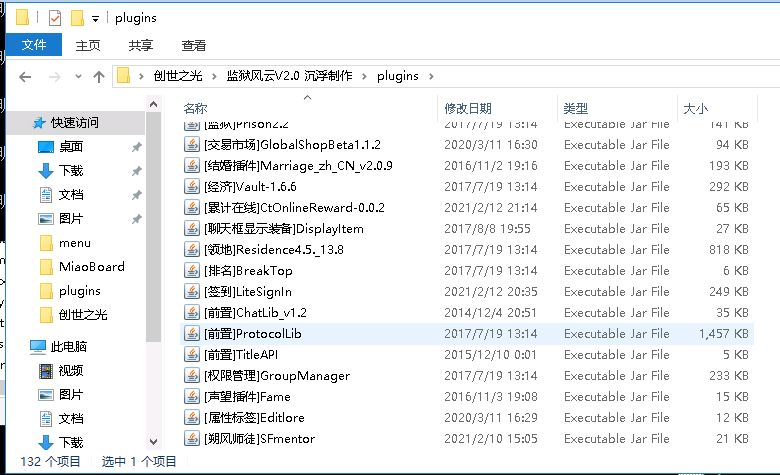 plugins
文件 主页 共享 查看
创世之光 监狱风云V2.0 沉浮制作 plugins
名称 修改日期 类型 大小
快速访问
桌面
下载
文档
图片
menu
MiaoBoard
plugins
创世之光
此电脑
视频
图片
文档
下载
[监狱]Prison2.2 2017/7/19 13:14 Executable Jar File 141 KB
[交易市场]GlobalShopBeta1.1.2 2020/3/11 16:30 Executable Jar File 94 KB
[结婚插件]Marriage_zh_CN_v2.0.9 2016/11/2 19:16 Executable Jar File 193 KB
[经济]Vault-1.6.6 2017/7/19 13:14 Executable Jar File 292 KB
[累计在线]CtOnlineReward-0.0.2 2021/2/12 21:14 Executable Jar File 65 KB
[聊天框显示装备]DisplayItem 2017/8/8 19:55 Executable Jar File 27 KB
[领地]Residence4.5._13.8 2017/7/19 13:14 Executable Jar File 818 KB
[排名]BreakTop 2017/7/19 13:14 Executable Jar File 6 KB
[签到]LiteSignIn 2021/2/12 20:35 Executable Jar File 249 KB
[前置]ChatLib_v1.2 2014/12/4 20:51 Executable Jar File 35 KB
[前置]ProtocolLib 2017/7/19 13:14 Executable Jar File 1,457 KB
[前置]TitleAPI 2015/12/10 0:01 Executable Jar File 5 KB
[权限管理]GroupManager 2017/7/19 13:14 Executable Jar File 233 KB
[声望插件]Fame 2016/11/3 19:08 Executable Jar File 15 KB
[属性标签]Editlore 2020/3/11 16:29 Executable Jar File 12 KB
[朔风师徒]SFmentor 2021/2/10 15:05 Executable Jar File 21 KB
132 个项目 选中 1 个项目